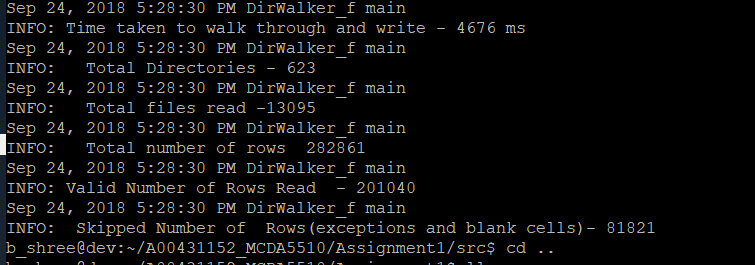 Sep 24, 2018 5:28:30 PM DirWalker_f main
INFO: Time taken to walk through and write - 4676 ms
Sep 24, 2018 5:28:30 PM DirWalker_f main
INFO:   Total Directories - 623
Sep 24, 2018 5:28:30 PM DirWalker_f main
INFO:   Total files read -13095
Sep 24, 2018 5:28:30 PM DirWalker_f main
INFO:   Total number of rows  282861
Sep 24, 2018 5:28:30 PM DirWalker_f main
INFO: Valid Number of Rows Read  - 201040
Sep 24, 2018 5:28:30 PM DirWalker_f main
INFO:  Skipped Number of  Rows(exceptions and blank cells)- 81821
b_shree@dev:~/A00431152_MCDA5510/Assignment1/src$ cd ..